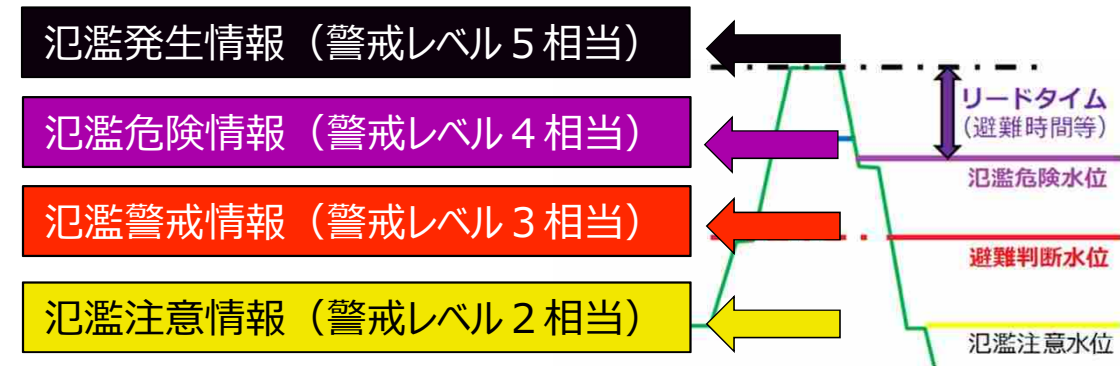 氾濫発生情報（警戒レベル５相当）
氾濫危険情報（警戒レベル４相当）
氾濫警戒情報（警戒レベル３相当）
氾濫注意情報（警戒レベル２相当）
リードタイム
（避難時間等）
氾濫危険水位
避難判断水位
氾濫注意水位